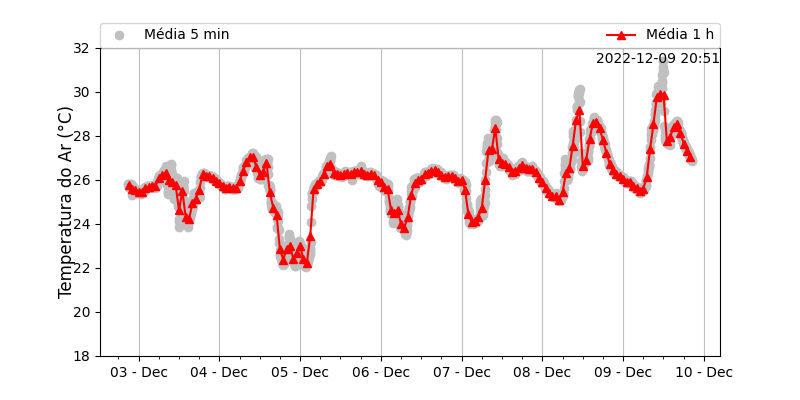 Média 5 min
Média 1 h
2022-12-09 20:51
Temperatura do Ar (°C)
32
30
28
26
24
22
20
18
03 - Dec
04 - Dec
05 - Dec
06 - Dec
07 - Dec
08 - Dec
09 - Dec
10 - Dec